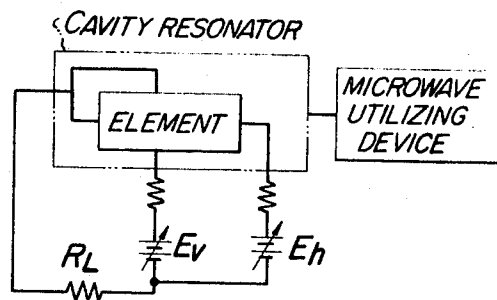 CAVITY RESONATOR
MICROWAVE
UTILIZING
DEVICE
ELEMENT
Ev
Eh
RL